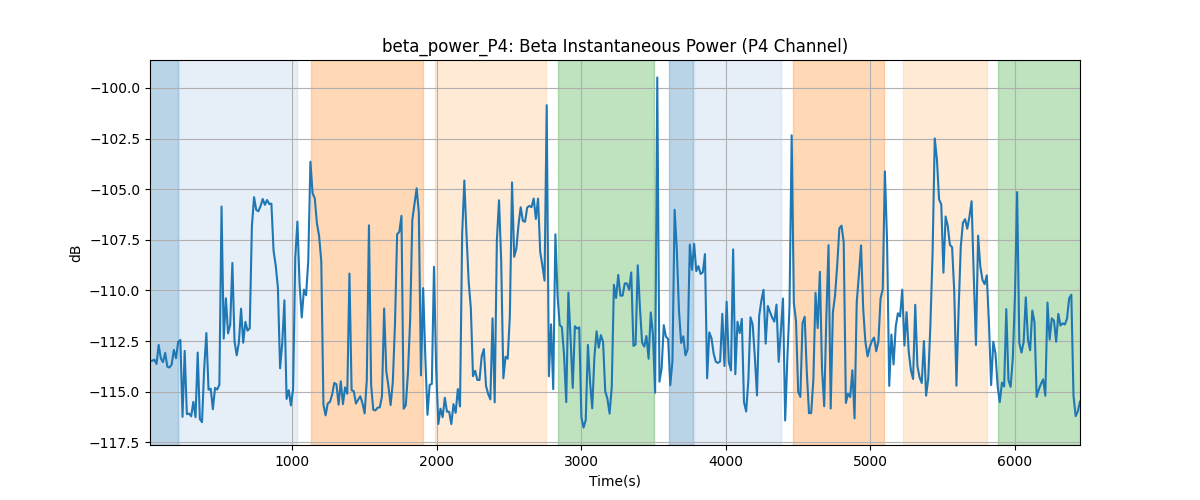 beta_power_P4: Beta Instantaneous Power (P4 Channel)
−100.0
−102.5
−105.0
−107.5
−110.0
−112.5
−115.0
−117.5
dB
1000 2000 3000 4000 5000 6000
Time(s)